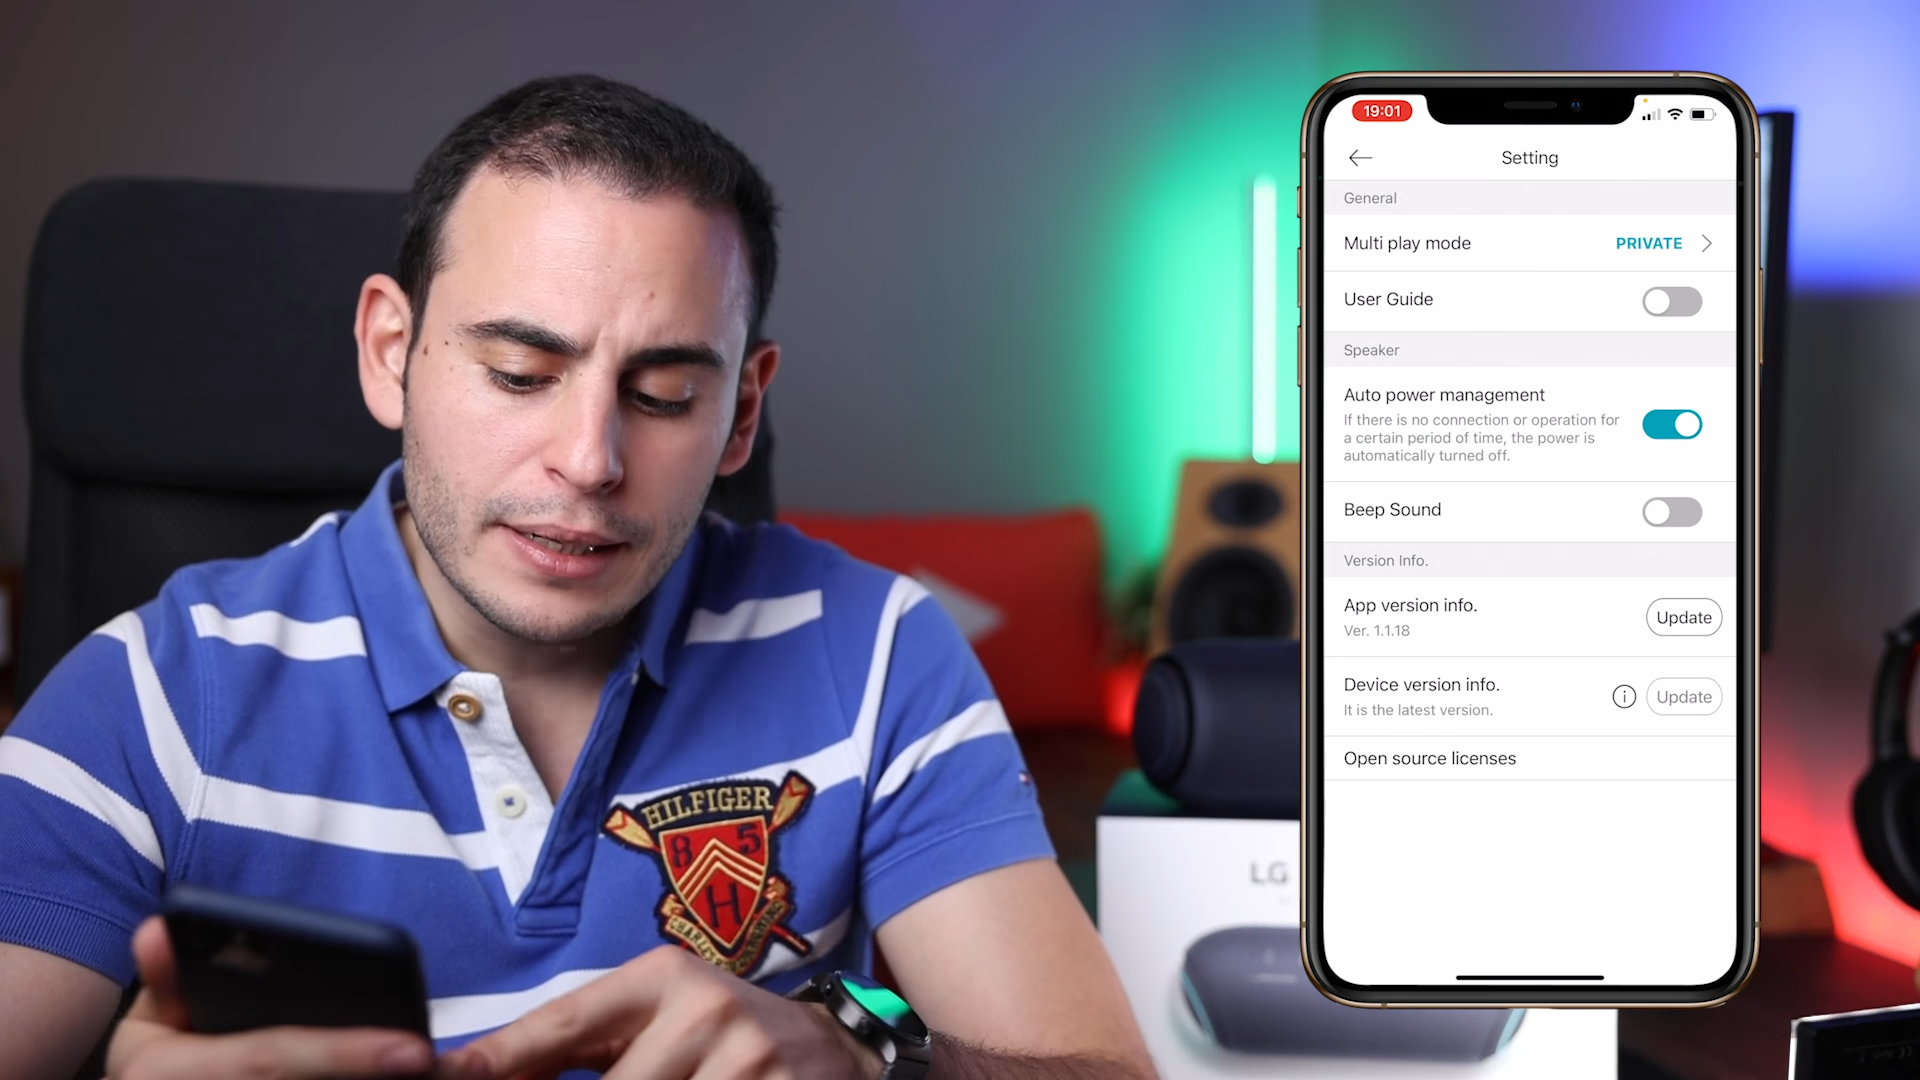 19:01
Setting
General
Multi play mode PRIVATE
User Guide
Speaker
Auto power management
If there is no connection or operation for
a certain period of time, the power is
automatically turned off.
Beep Sound
Version Info.
App version info.
Ver. 1.1.18
Update
Device version info.
It is the latest version.
Update
Open source licenses
HILFIGER
8 5
H
LG